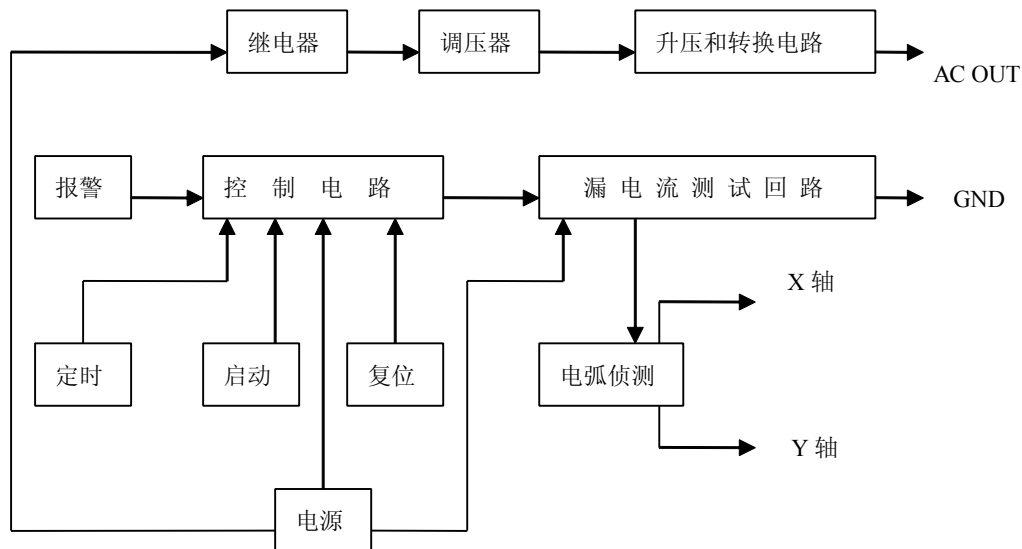 继电器
调压器
升压和转换电路
AC OUT
报警
控制电路
漏电流测试回路
GND
X 轴
定时
启动
复位
电弧侦测
Y 轴
电源